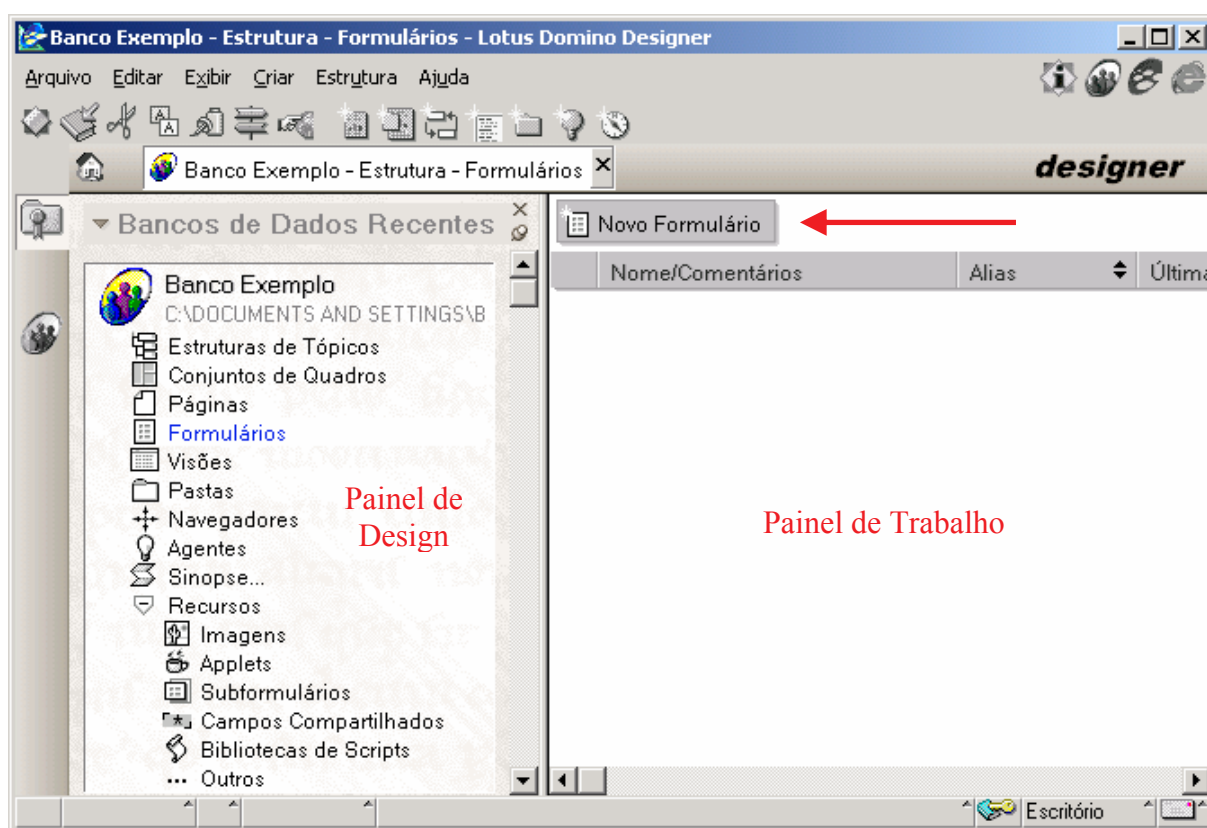 Banco Exemplo - Estrutura - Formulários - Lotus Domino Designer
Arquivo Editar Exibir Criar Estrutura Ajuda
Banco Exemplo - Estrutura - Formulários
designer
Bancos de Dados Recentes
Novo Formulário
Nome/Comentários Alias Última
Banco Exemplo
C:\DOCUMENTS AND SETTINGS\B
Estruturas de Tópicos
Conjuntos de Quadros
Páginas
Formulários
Visões
Pastas
Navegadores
Agentes
Sinopse...
Recursos
Imagens
Applets
Subformulários
Campos Compartilhados
Bibliotecas de Scripts
... Outros
Painel de
Design
Painel de Trabalho
Escritório